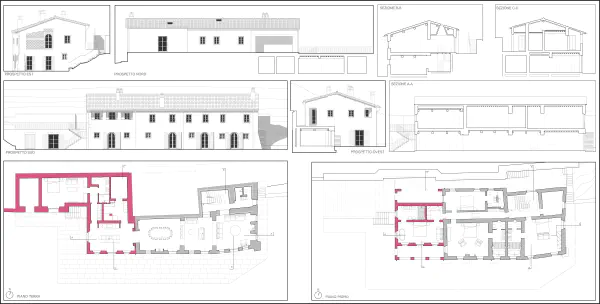 PROSPETTO EST
PROSPETTO NORD
SEZIONE B-B
SEZIONE C-C
PROSPETTO SUD
PROSPETTO OVEST
SEZIONE A-A
PIANO TERRA
PIANO PRIMO